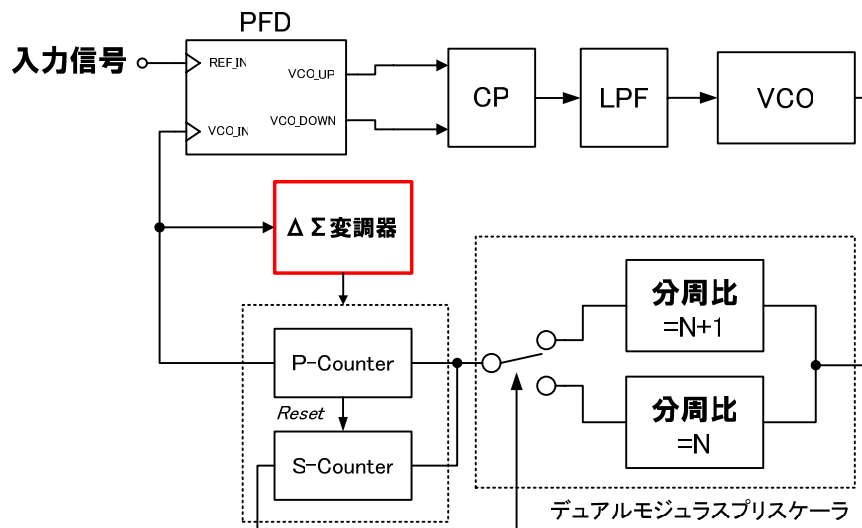 PFD
入力信号
REF_IN
VCO_UP
VCO_IN
VCO_DOWN
CP
LPF
VCO
ΔΣ変調器
分周比
=N+1
P-Counter
Reset
分周比
=N
S-Counter
デュアルモジュラスプリスケーラ